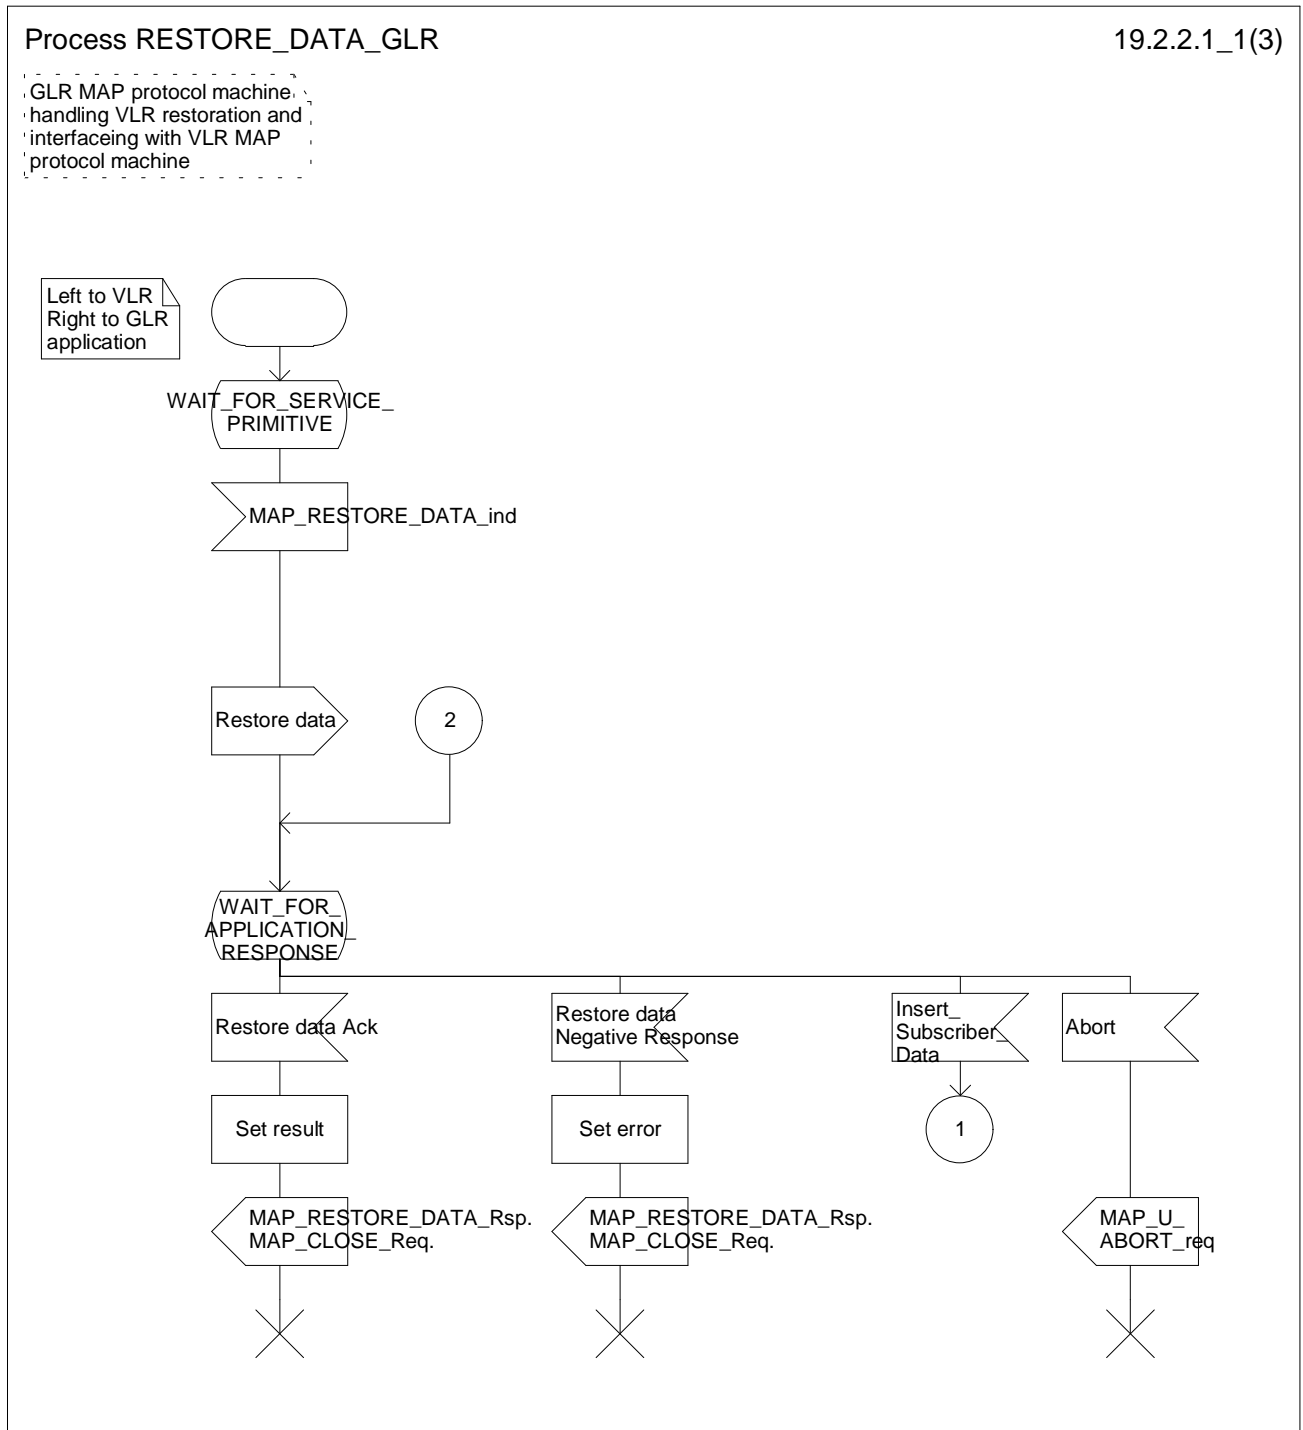 Process RESTORE_DATA_GLR
19.2.2.1_1(3)
GLR MAP protocol machine
handling VLR restoration and
interfaceing with VLR MAP
protocol machine
Left to VLR
Right to GLR
application
WAIT_FOR_SERVICE_
PRIMITIVE
MAP_RESTORE_DATA_ind
Restore data
2
WAIT_FOR_
APPLICATION_
RESPONSE
Restore data Ack
Restore data
Negative Response
Insert_
Subscriber_
Data
Abort
Set result
Set error
1
MAP_RESTORE_DATA_Rsp.
MAP_CLOSE_Req.
MAP_RESTORE_DATA_Rsp.
MAP_CLOSE_Req.
MAP_U_
ABORT_req